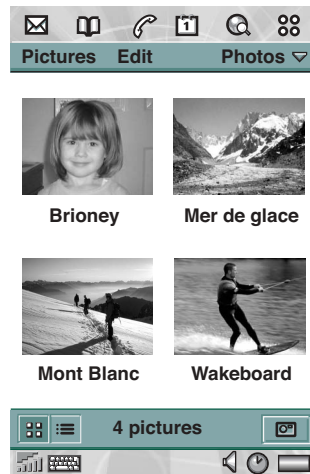 Pictures Edit Photos
Brioney Mer de glace
Mont Blanc Wakeboard
4 pictures